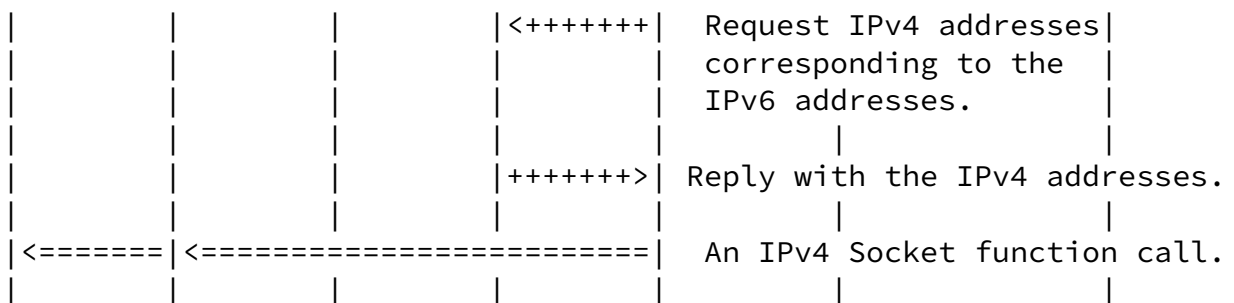 |         |         |         |<+++++++|  Request IPv4 addresses|
|         |         |         |         |  corresponding to the  |
|         |         |         |         |  IPv6 addresses.        |
|         |         |         |         |          |               |
|         |         |         |+++++++>| Reply with the IPv4 addresses.
|         |         |         |         |          |               |
|<=======|<=========================|  An IPv4 Socket function call.
|         |         |         |         |          |               |